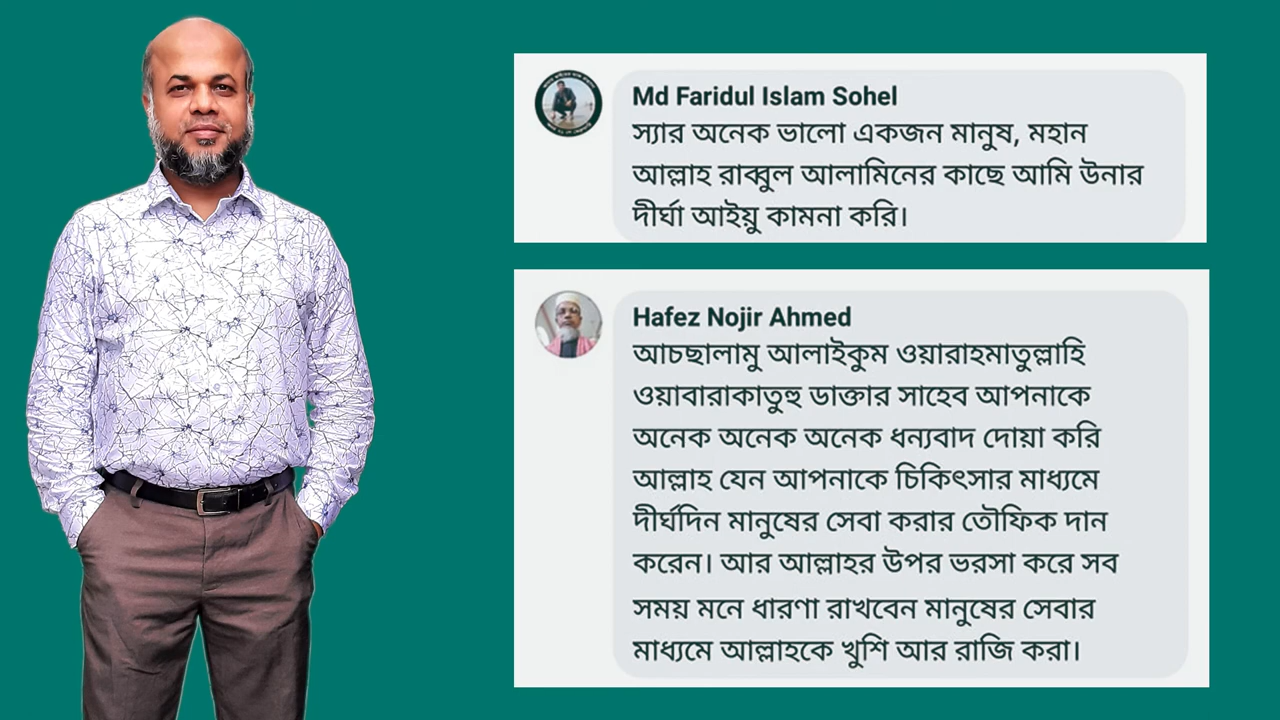 Md Faridul Islam Sohel
স্যার অনেক ভালো একজন মানুষ, মহান
আল্লাহ রাব্বুল আলামিনের কাছে আমি উনার
দীর্ঘা আইয়ু কামনা করি।
Hafez Nojir Ahmed
আচছালামু আলাইকুম ওয়ারাহমাতুল্লাহি
ওয়াবারাকাতুহু ডাক্তার সাহেব আপনাকে
অনেক অনেক অনেক ধন্যবাদ দোয়া করি
আল্লাহ যেন আপনাকে চিকিৎসার মাধ্যমে
দীর্ঘদিন মানুষের সেবা করার তৌফিক দান
করেন। আর আল্লাহর উপর ভরসা করে সব
সময় মনে ধারণা রাখবেন মানুষের সেবার
মাধ্যমে আল্লাহকে খুশি আর রাজি করা।